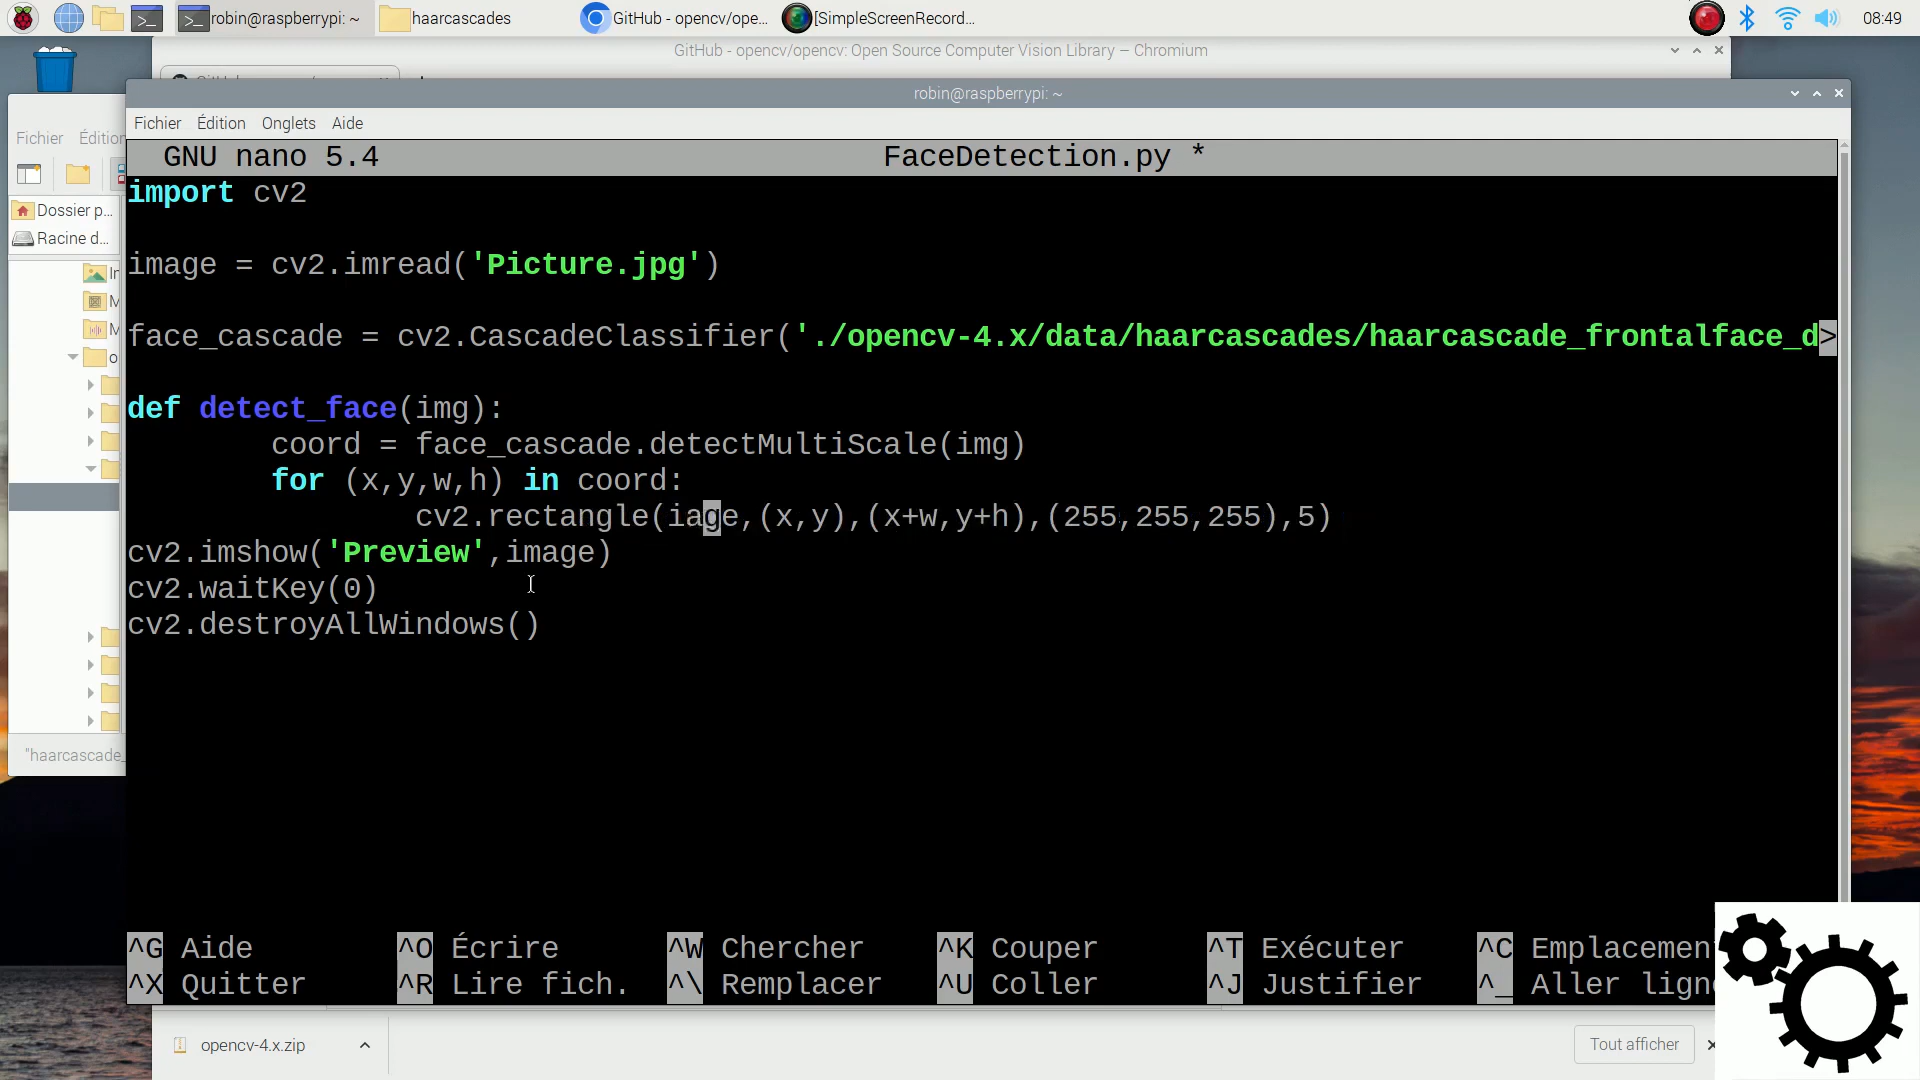 robin@raspberrypi: ~
haarcascades
GitHub - opencv/ope...
[SimpleScreenRecord...
08:49
GitHub - opencv/opencv: Open Source Computer Vision Library – Chromium
robin@raspberrypi: ~
Fichier Édition Onglets Aide
Fichier Édition
GNU nano 5.4 FaceDetection.py *
import cv2
image = cv2.imread('Picture.jpg')
face_cascade = cv2.CascadeClassifier('./opencv-4.x/data/haarcascades/haarcascade_frontalface_d>
def detect_face(img):
coord = face_cascade.detectMultiScale(img)
for (x,y,w,h) in coord:
cv2.rectangle(iage,(x,y),(x+w,y+h),(255,255,255),5)
cv2.imshow('Preview',image)
cv2.waitKey(0)
cv2.destroyAllWindows()
Dossier p...
Racine d...
"haarcascade_
^G Aide ^O Écrire ^W Chercher ^K Couper ^T Exécuter ^C Emplacemen
^X Quitter ^R Lire fich. ^\ Remplacer ^U Coller ^J Justifier ^_ Aller lign
opencv-4.x.zip
Tout afficher